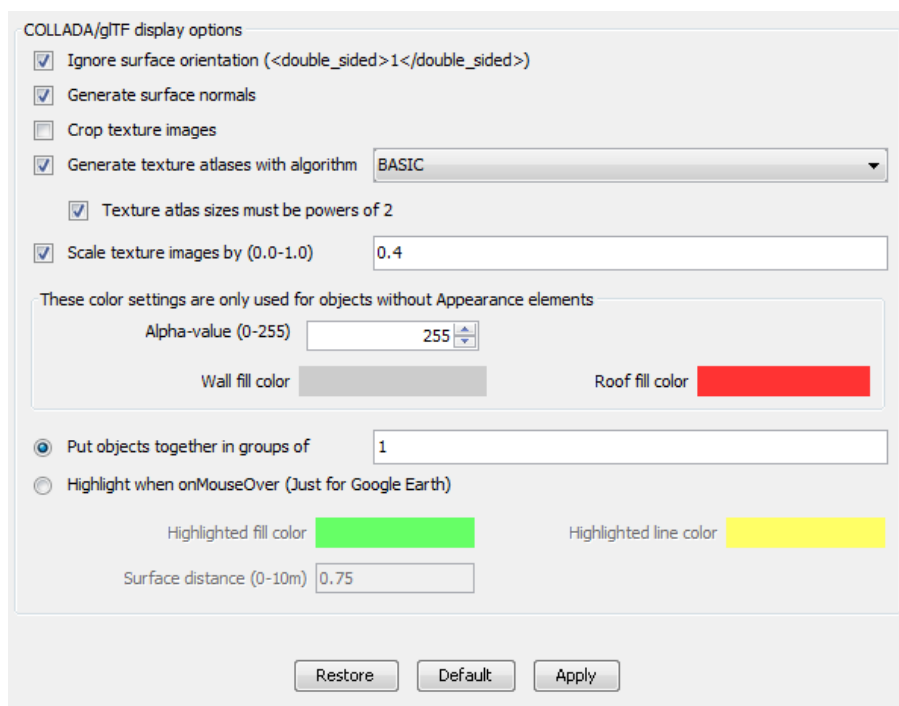 COLLADA/glTF display options
Ignore surface orientation (<double_sided>1</double_sided>)
Generate surface normals
Crop texture images
Generate texture atlases with algorithm BASIC
Texture atlas sizes must be powers of 2
Scale texture images by (0.0-1.0) 0.4
These color settings are only used for objects without Appearance elements
Alpha-value (0-255) 255
Wall fill color Roof fill color
Put objects together in groups of 1
Highlight when onMouseOver (Just for Google Earth)
Highlighted fill color Highlighted line color
Surface distance (0-10m) 0.75
Restore Default Apply